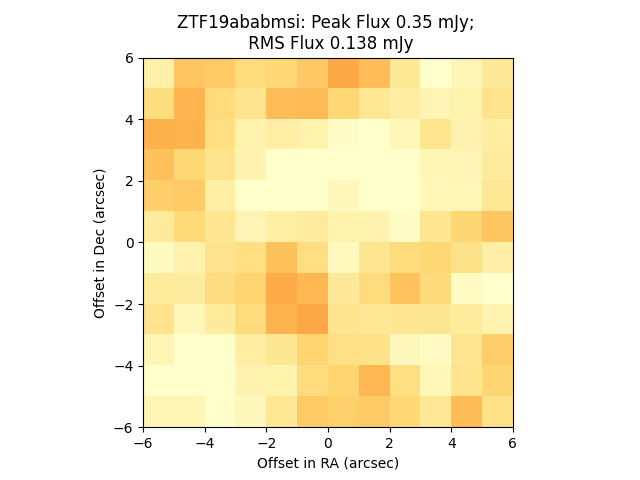 ZTF19ababmsi: Peak Flux 0.35 mJy;
RMS Flux 0.138 mJy
6
4
2
0
−2
−4
−6
Offset in Dec (arcsec)
−6 −4 −2 0 2 4 6
Offset in RA (arcsec)